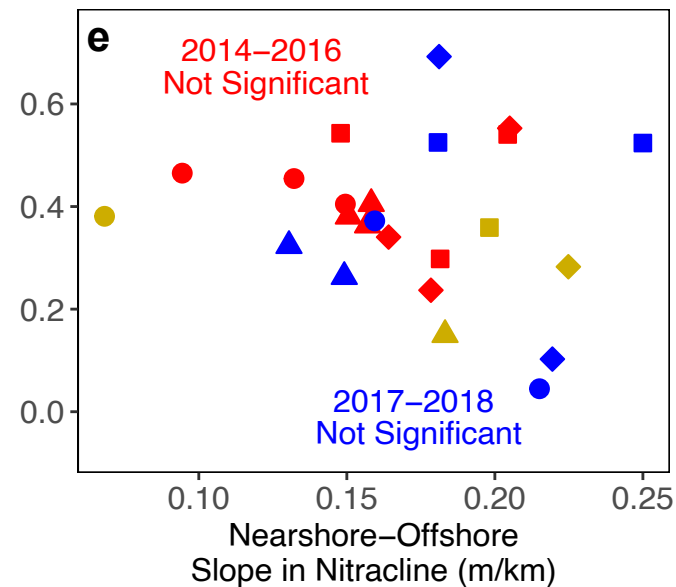 e
2014−2016
Not Significant
0.6
0.4
0.2
0.0
2017−2018
Not Significant
0.10 0.15 0.20 0.25
Nearshore−Offshore
Slope in Nitracline (m/km)